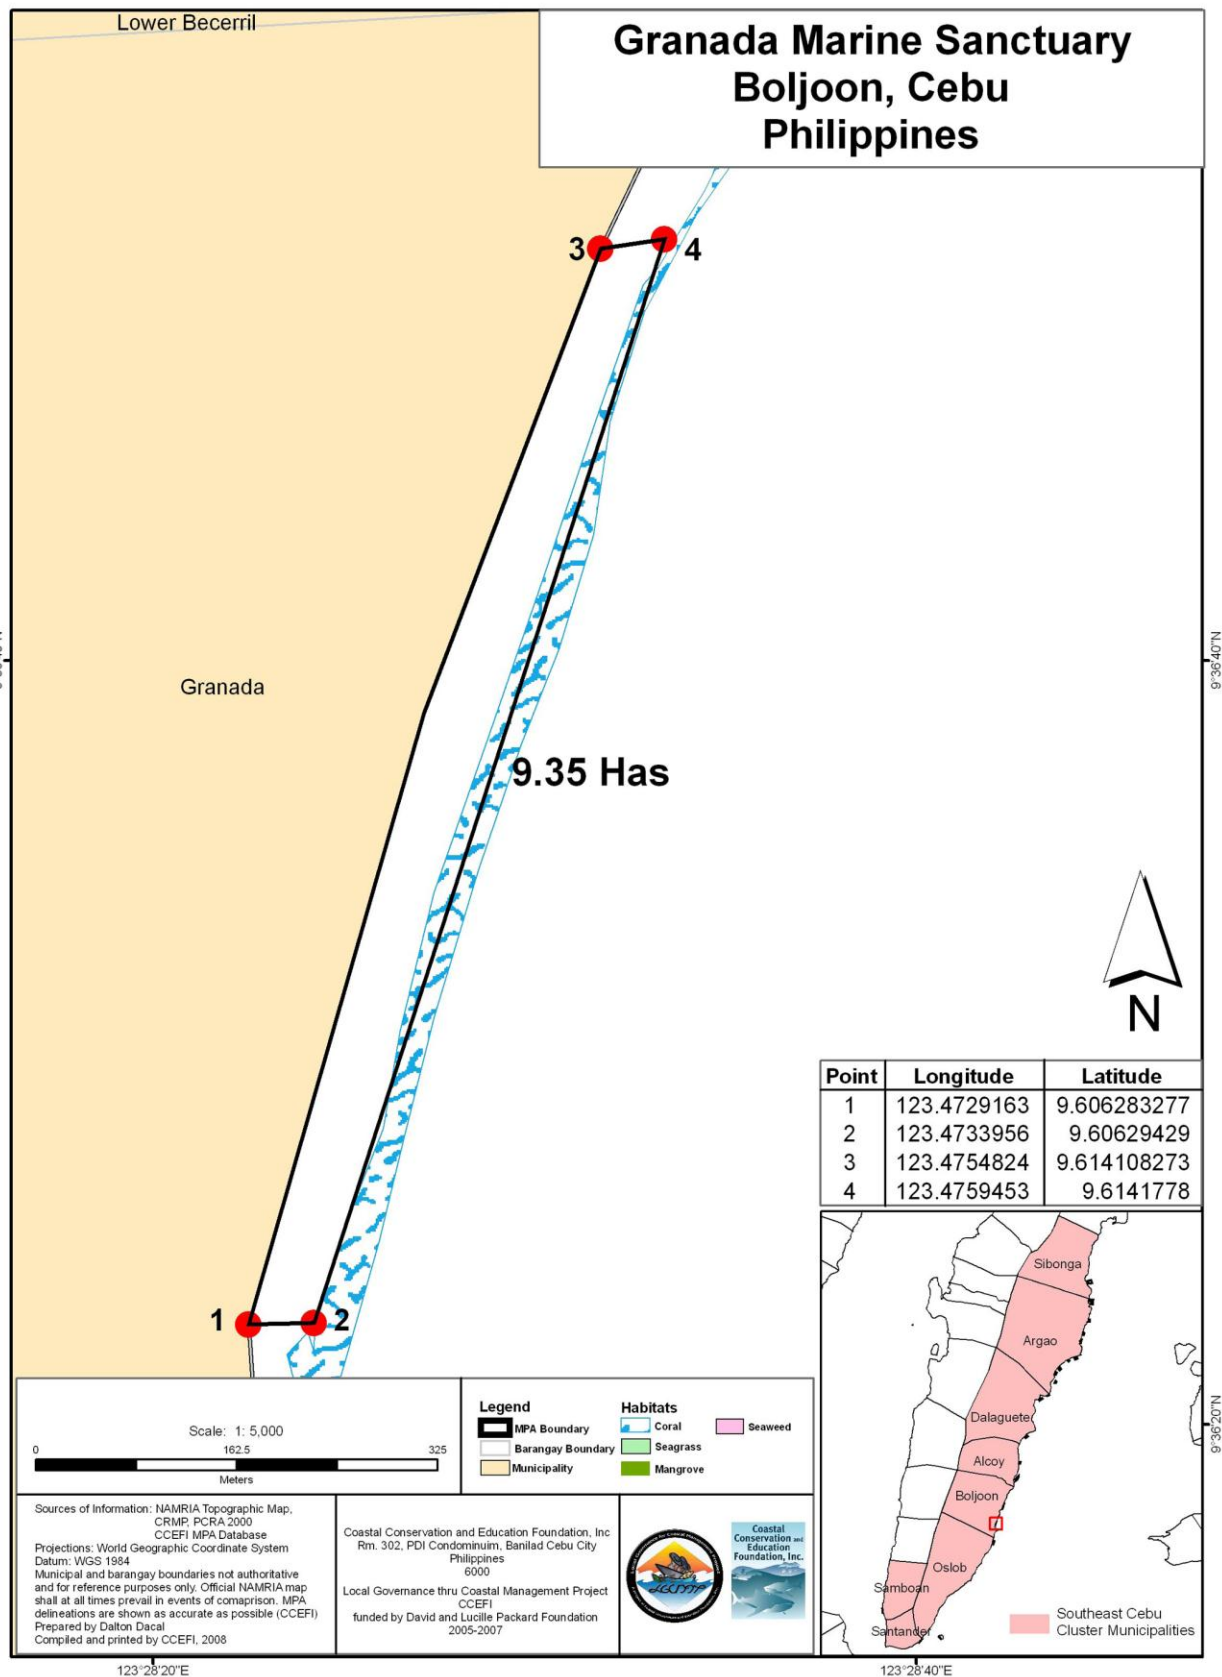 Lower Becerril
Granada Marine Sanctuary
Boljoon, Cebu
Philippines
3
4
9°36'40"N
Granada
9.35 Has
N
Point Longitude Latitude
1 123.4729163 9.606283277
2 123.4733956 9.60629429
3 123.4754824 9.614108273
4 123.4759453 9.6141778
1
2
Sibonga
Argao
Dalaguete
Alcoy
Boljoon
Oslob
Samboan
Santander
Southeast Cebu
Cluster Municipalities
9°36'20"N
Scale: 1: 5,000
0 162.5 325
Meters
Legend
MPA Boundary
Barangay Boundary
Municipality
Habitats
Coral
Seagrass
Mangrove
Seaweed
Sources of Information: NAMRIA Topographic Map,
CRMP, PCRA 2000
CCEFI MPA Database
Projections: World Geographic Coordinate System
Datum: WGS 1984
Municipal and barangay boundaries not authoritative
and for reference purposes only. Official NAMRIA map
shall at all times prevail in events of comaprison. MPA
delineations are shown as accurate as possible (CCEFI)
Prepared by Dalton Dacal
Compiled and printed by CCEFI, 2008
Coastal Conservation and Education Foundation, Inc
Rm. 302, PDI Condominuim, Banilad Cebu City
Philippines
6000
Local Governance thru Coastal Management Project
CCEFI
funded by David and Lucille Packard Foundation
2005-2007
Coastal
Conservation and
Education
Foundation, Inc.
123°28'20"E
123°28'40"E